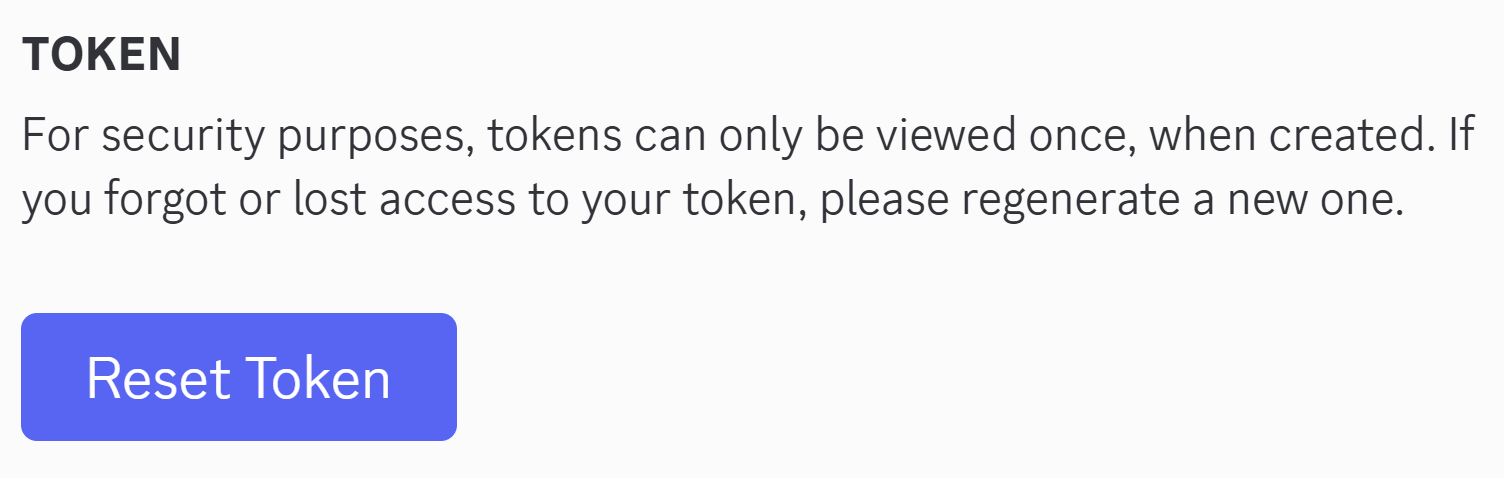 TOKEN
For security purposes, tokens can only be viewed once, when created. If
you forgot or lost access to your token, please regenerate a new one.
Reset Token